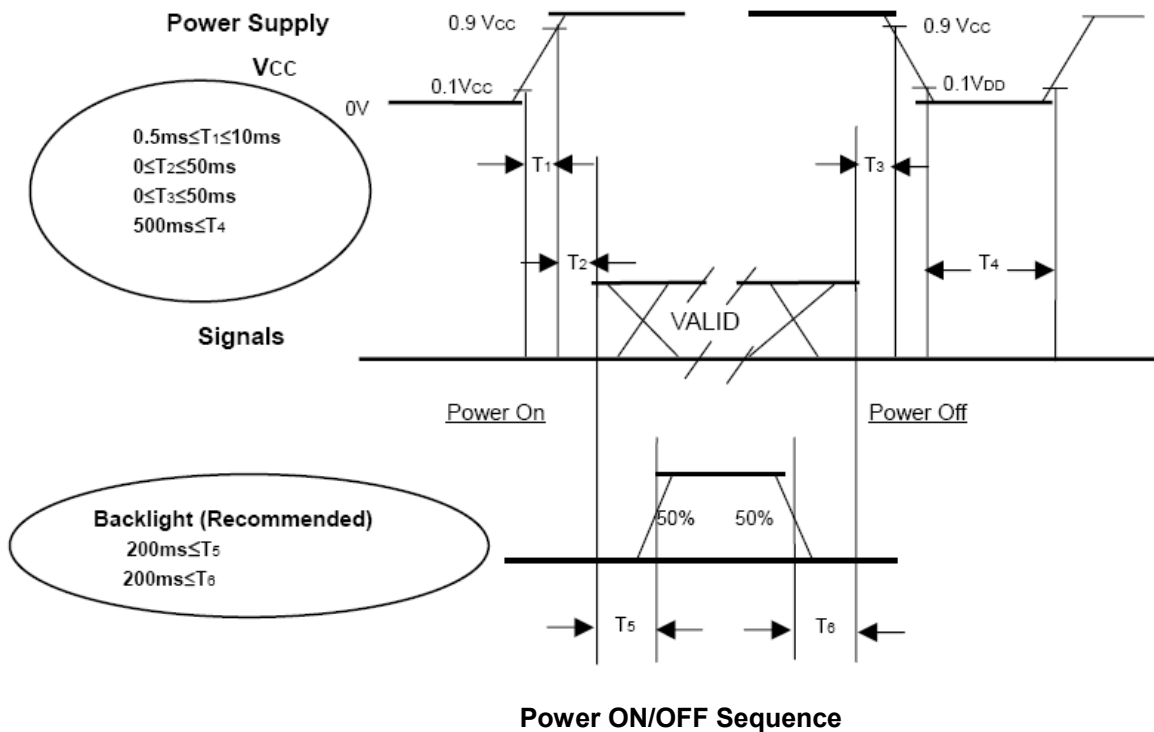 Power Supply
VCC
0.9 VCC
0.1VCC
0V
0.9 VCC
0.1VDD
0.5ms≤T1≤10ms
0≤T2≤50ms
0≤T3≤50ms
500ms≤T4
T1
T3
T2
T4
VALID
Signals
Power On
Power Off
Backlight (Recommended)
200ms≤T5
200ms≤T6
50%
50%
T5
T6
Power ON/OFF Sequence